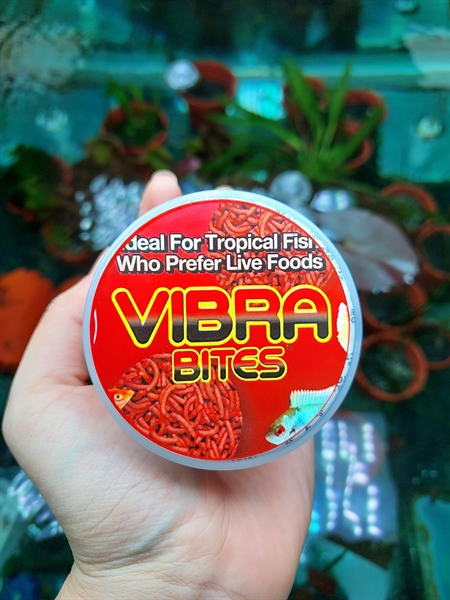 Ideal For Tropical Fish
Who Prefer Live Foods
VIBRA
BITES